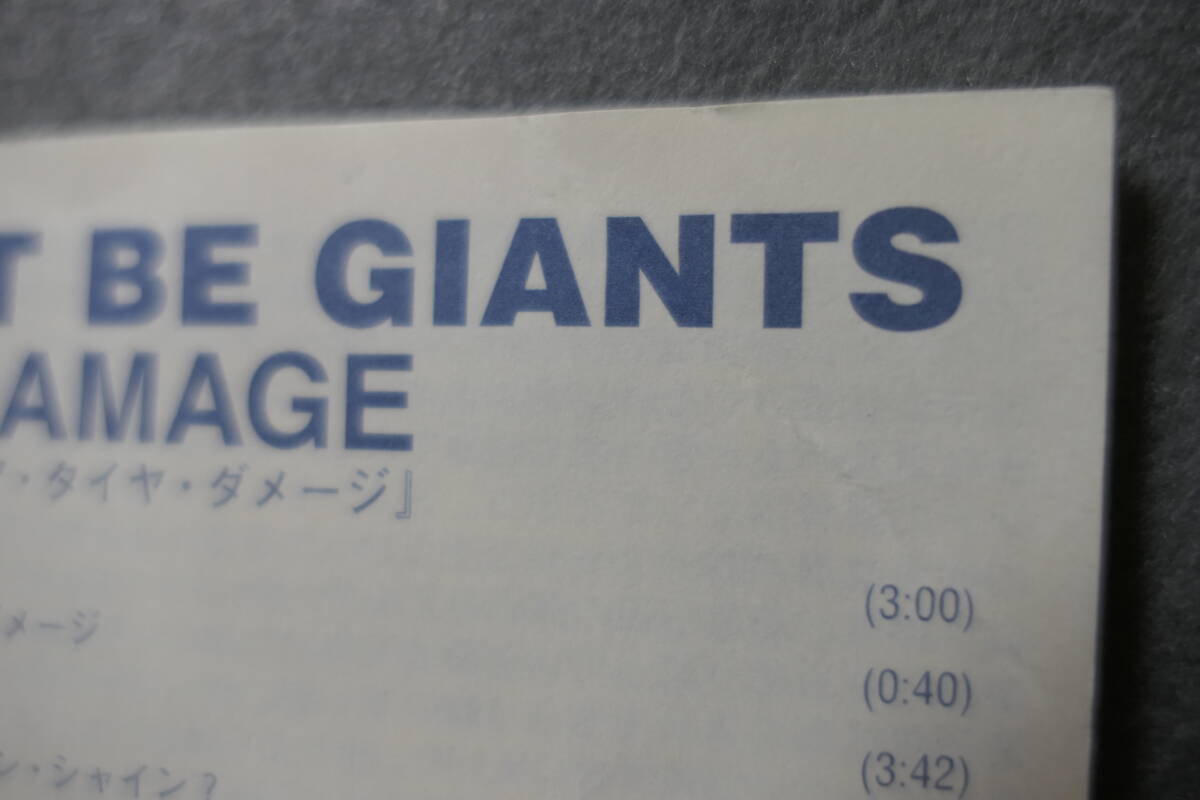 T BE GIANTS
AMAGE
・タイヤ・ダメージ』
メージ (3:00)
(0:40)
ン・シャイン? (3:42)